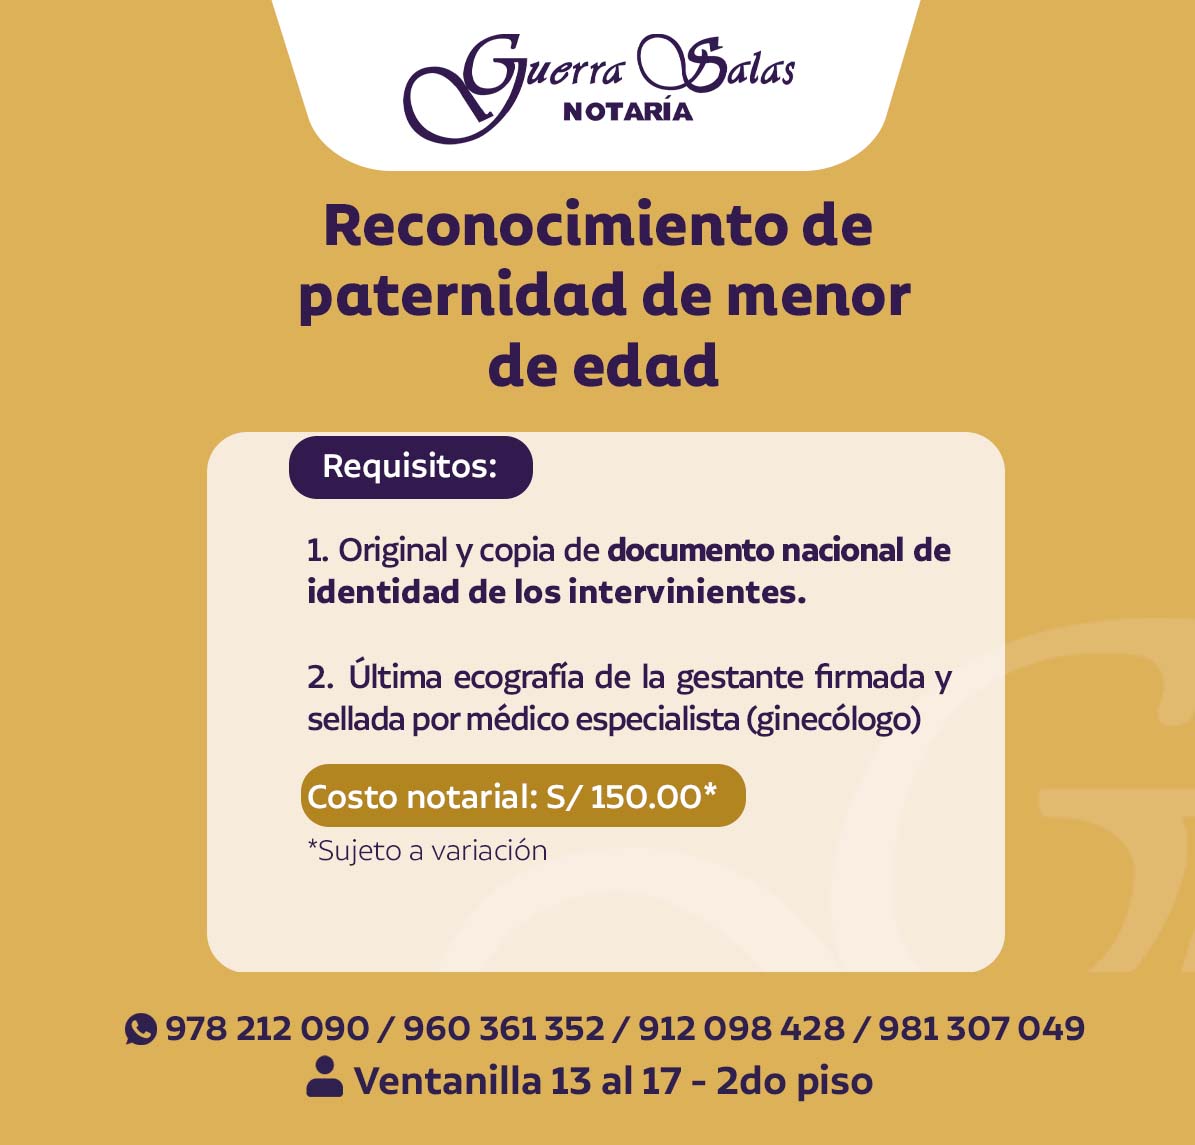 Guerra Salas
NOTARÍA
Reconocimiento de
paternidad de menor
de edad
Requisitos:
1. Original y copia de documento nacional de
identidad de los intervinientes.
2. Última ecografía de la gestante firmada y
sellada por médico especialista (ginecólogo)
Costo notarial: S/ 150.00*
*Sujeto a variación
978 212 090 / 960 361 352 / 912 098 428 / 981 307 049
Ventanilla 13 al 17 - 2do piso